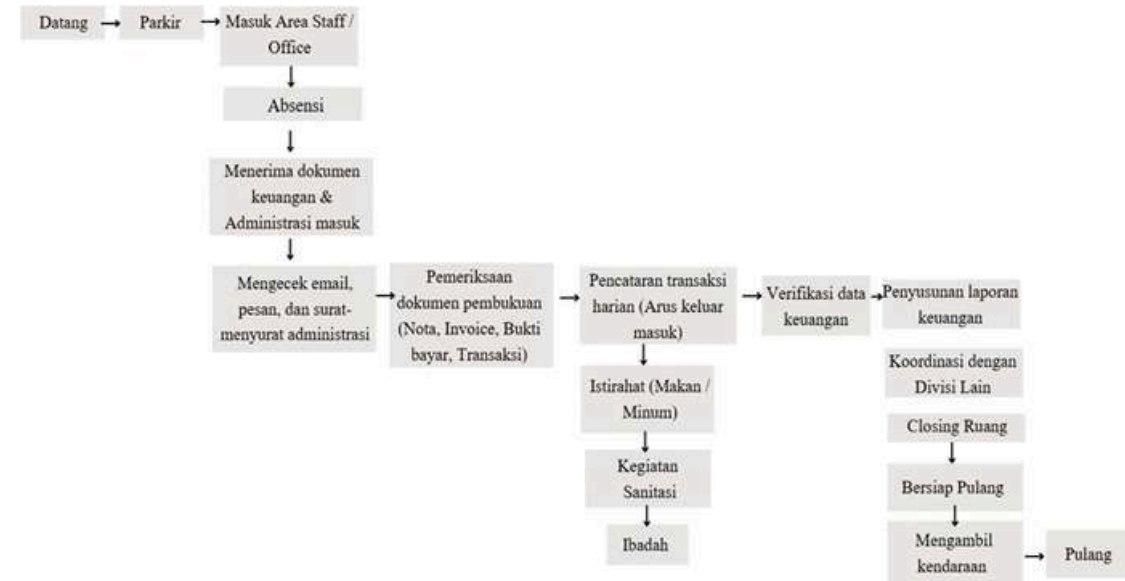 Datang
Parkir
Masuk Area Staff /
Office
Absensi
Menerima dokumen
keuangan &
Administrasi masuk
Mengecek email,
pesan, dan surat-
menyurat administrasi
Pemeriksaan
dokumen pembukuan
(Nota, Invoice, Bukti
bayar, Transaksi)
Pencataran transaksi
harian (Arus keluar
masuk)
Verifikasi data
keuangan
Penyusunan laporan
keuangan
Istirahat (Makan /
Minum)
Kegiatan
Sanitasi
Ibadah
Koordinasi dengan
Divisi Lain
Closing Ruang
Bersiap Pulang
Mengambil
kendaraan
Pulang